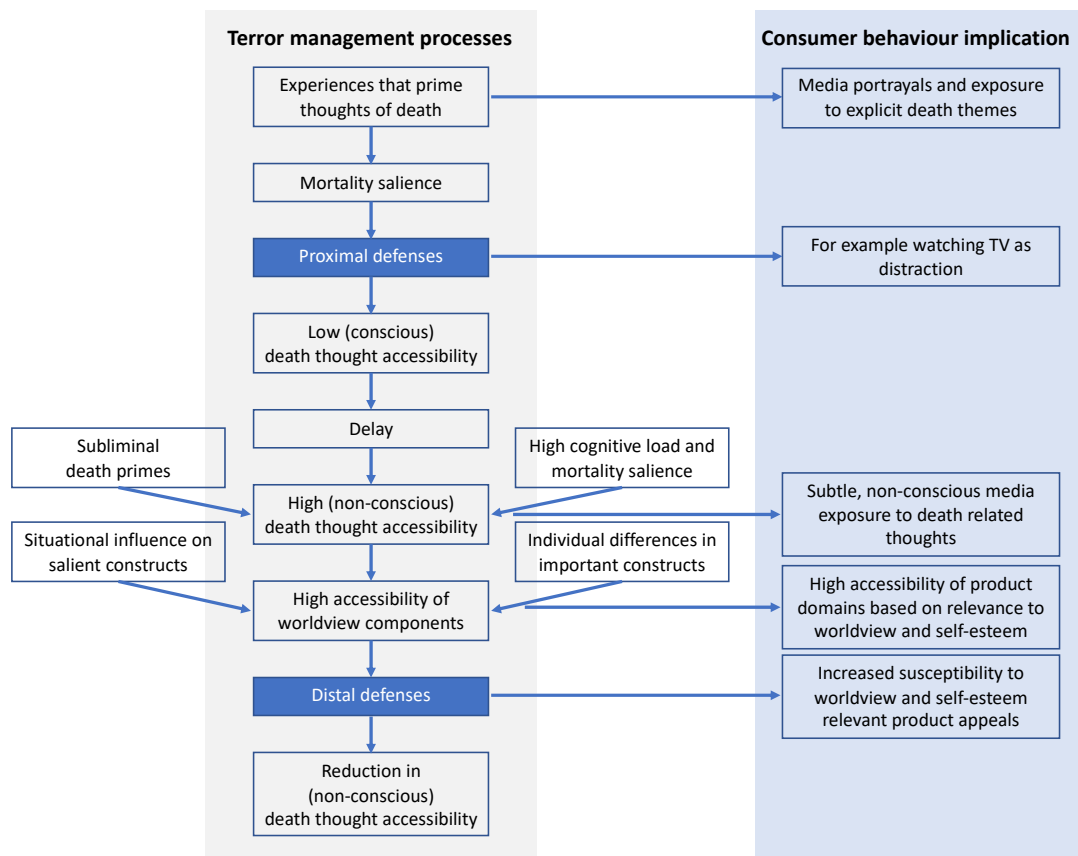 Terror management processes
Consumer behaviour implication
Experiences that prime
thoughts of death
Media portrayals and exposure
to explicit death themes
Mortality salience
Proximal defenses
For example watching TV as
distraction
Low (conscious)
death thought accessibility
Delay
Subliminal
death primes
High cognitive load and
mortality salience
High (non-conscious)
death thought accessibility
Subtle, non-conscious media
exposure to death related
thoughts
Situational influence on
salient constructs
Individual differences in
important constructs
High accessibility of
worldview components
High accessibility of product
domains based on relevance to
worldview and self-esteem
Distal defenses
Increased susceptibility to
worldview and self-esteem
relevant product appeals
Reduction in
(non-conscious)
death thought accessibility